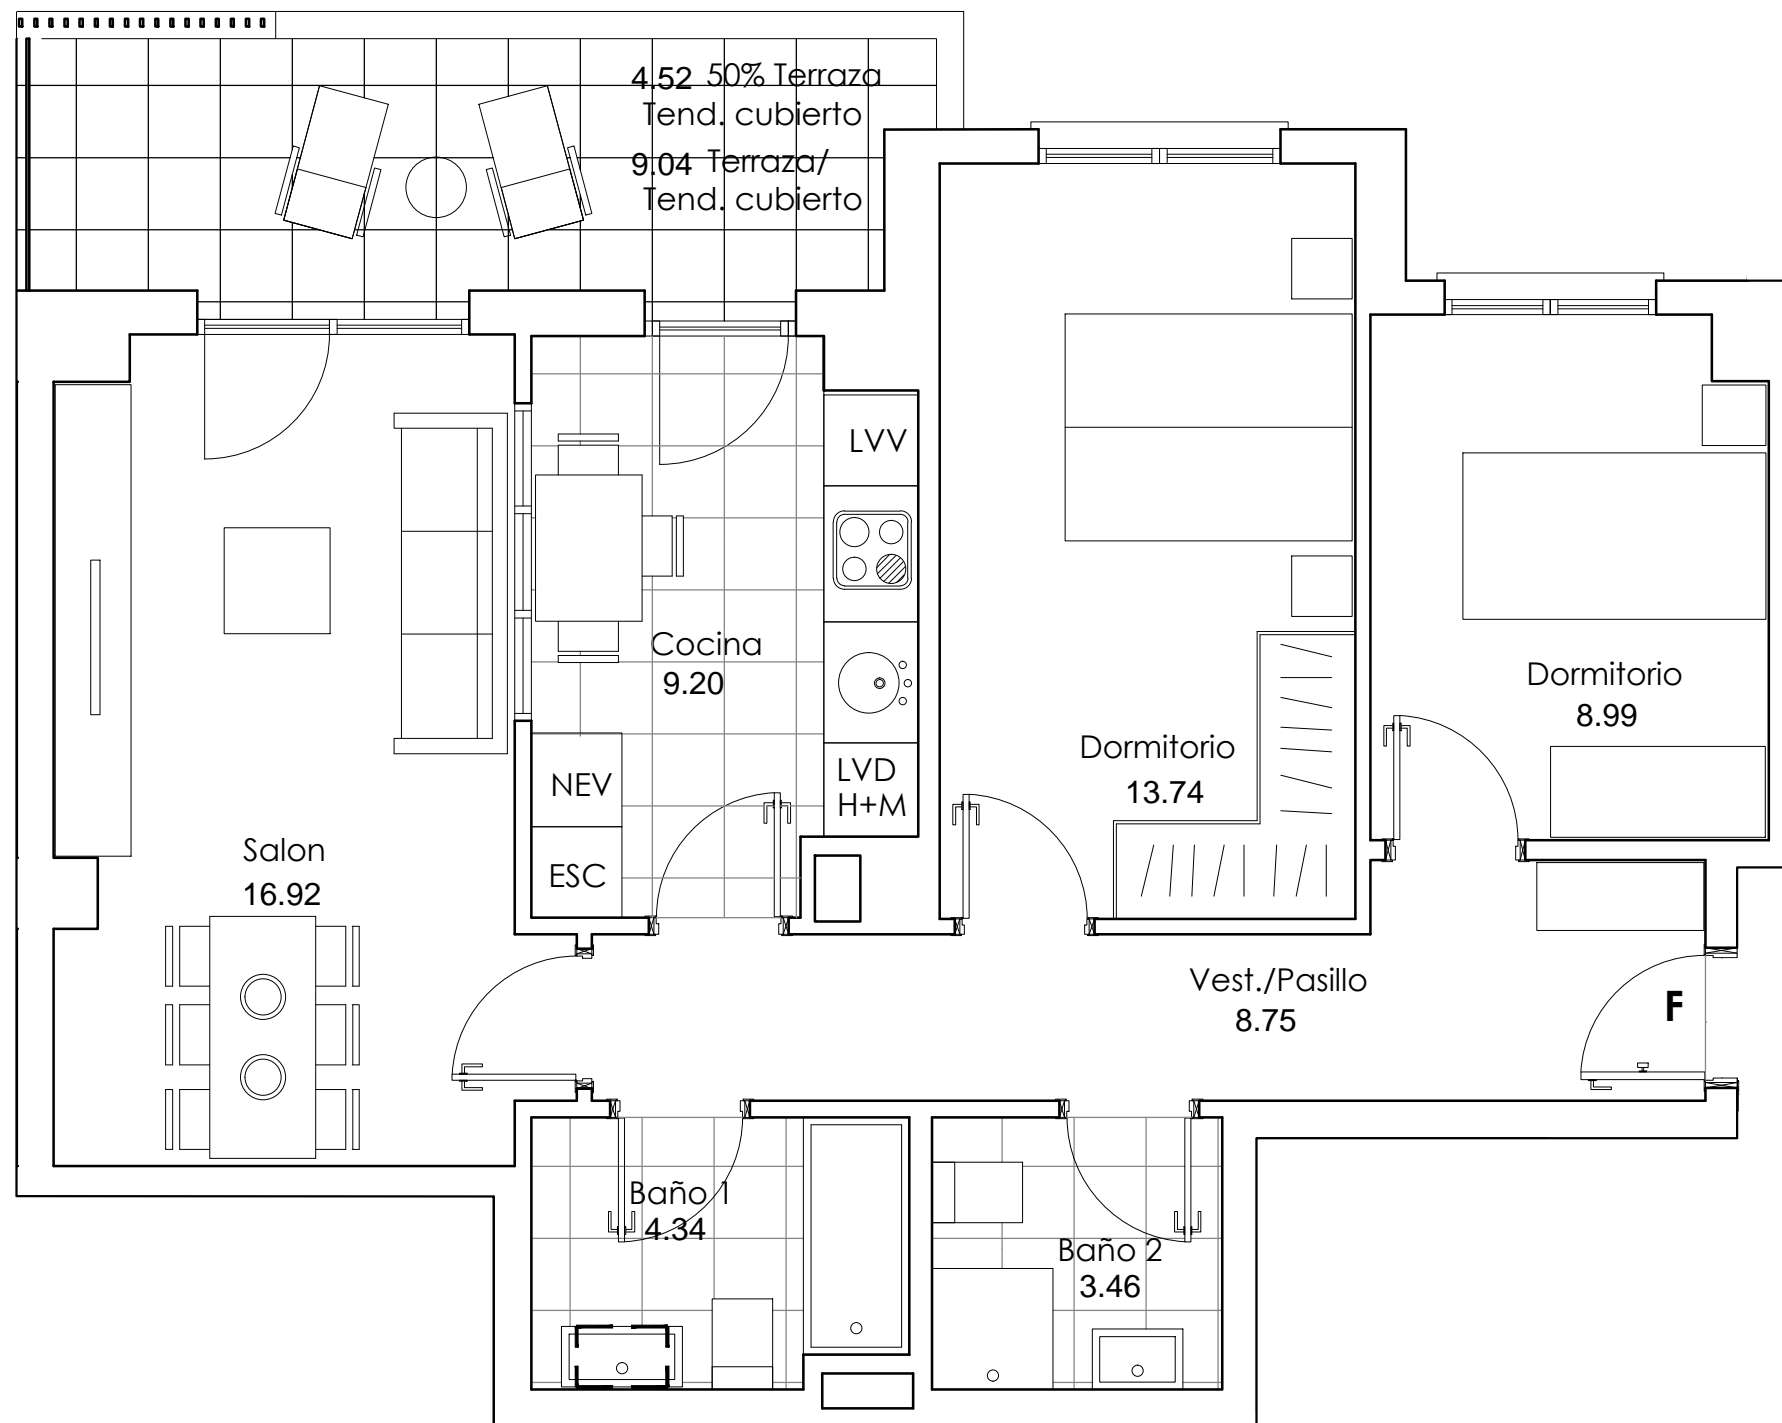 4.52 50% Terraza
Tend. cubierto
9.04 Terraza/
Tend. cubierto
LVV
Cocina
9.20
Dormitorio
8.99
Dormitorio
13.74
NEV
LVD
H+M
Salon
16.92
ESC
Vest./Pasillo
8.75
F
Baño 1
4.34
Baño 2
3.46